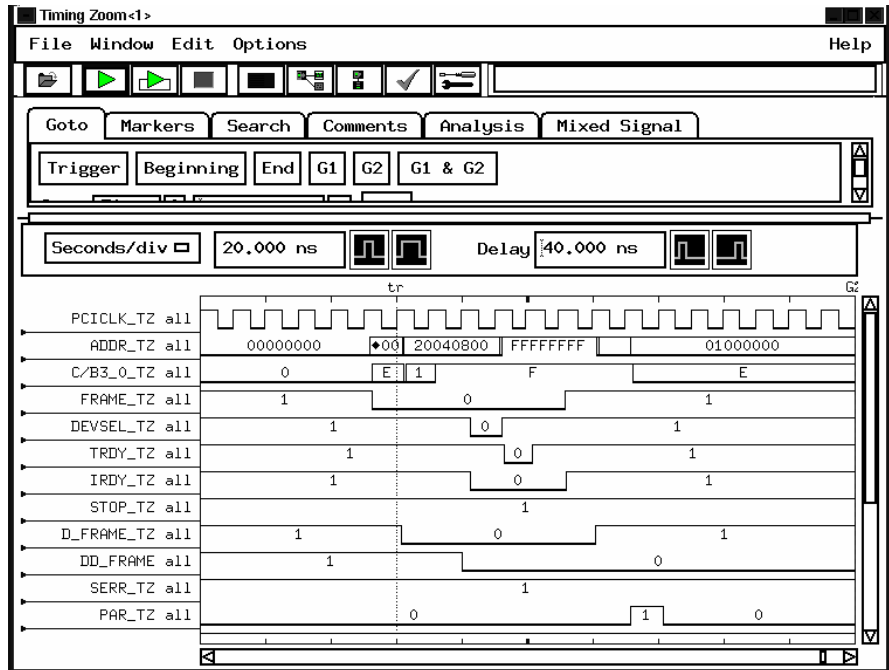 Timing Zoom<1>
File Window Edit Options Help
Goto Markers Search Comments Analysis Mixed Signal
Trigger Beginning End G1 G2 G1 & G2
Seconds/div 20.000 ns Delay 40.000 ns
tr G2
PCICLK_TZ all
ADDR_TZ all 00000000 ◆00 20040800 FFFFFFFF 01000000
C/B3_0_TZ all 0 E 1 F E
FRAME_TZ all 1 0 1
DEVSEL_TZ all 1 0 1
TRDY_TZ all 1 0 1
IRDY_TZ all 1 0 1
STOP_TZ all 1
D_FRAME_TZ all 1 0 1
DD_FRAME all 1 0
SERR_TZ all 1
PAR_TZ all 0 1 0